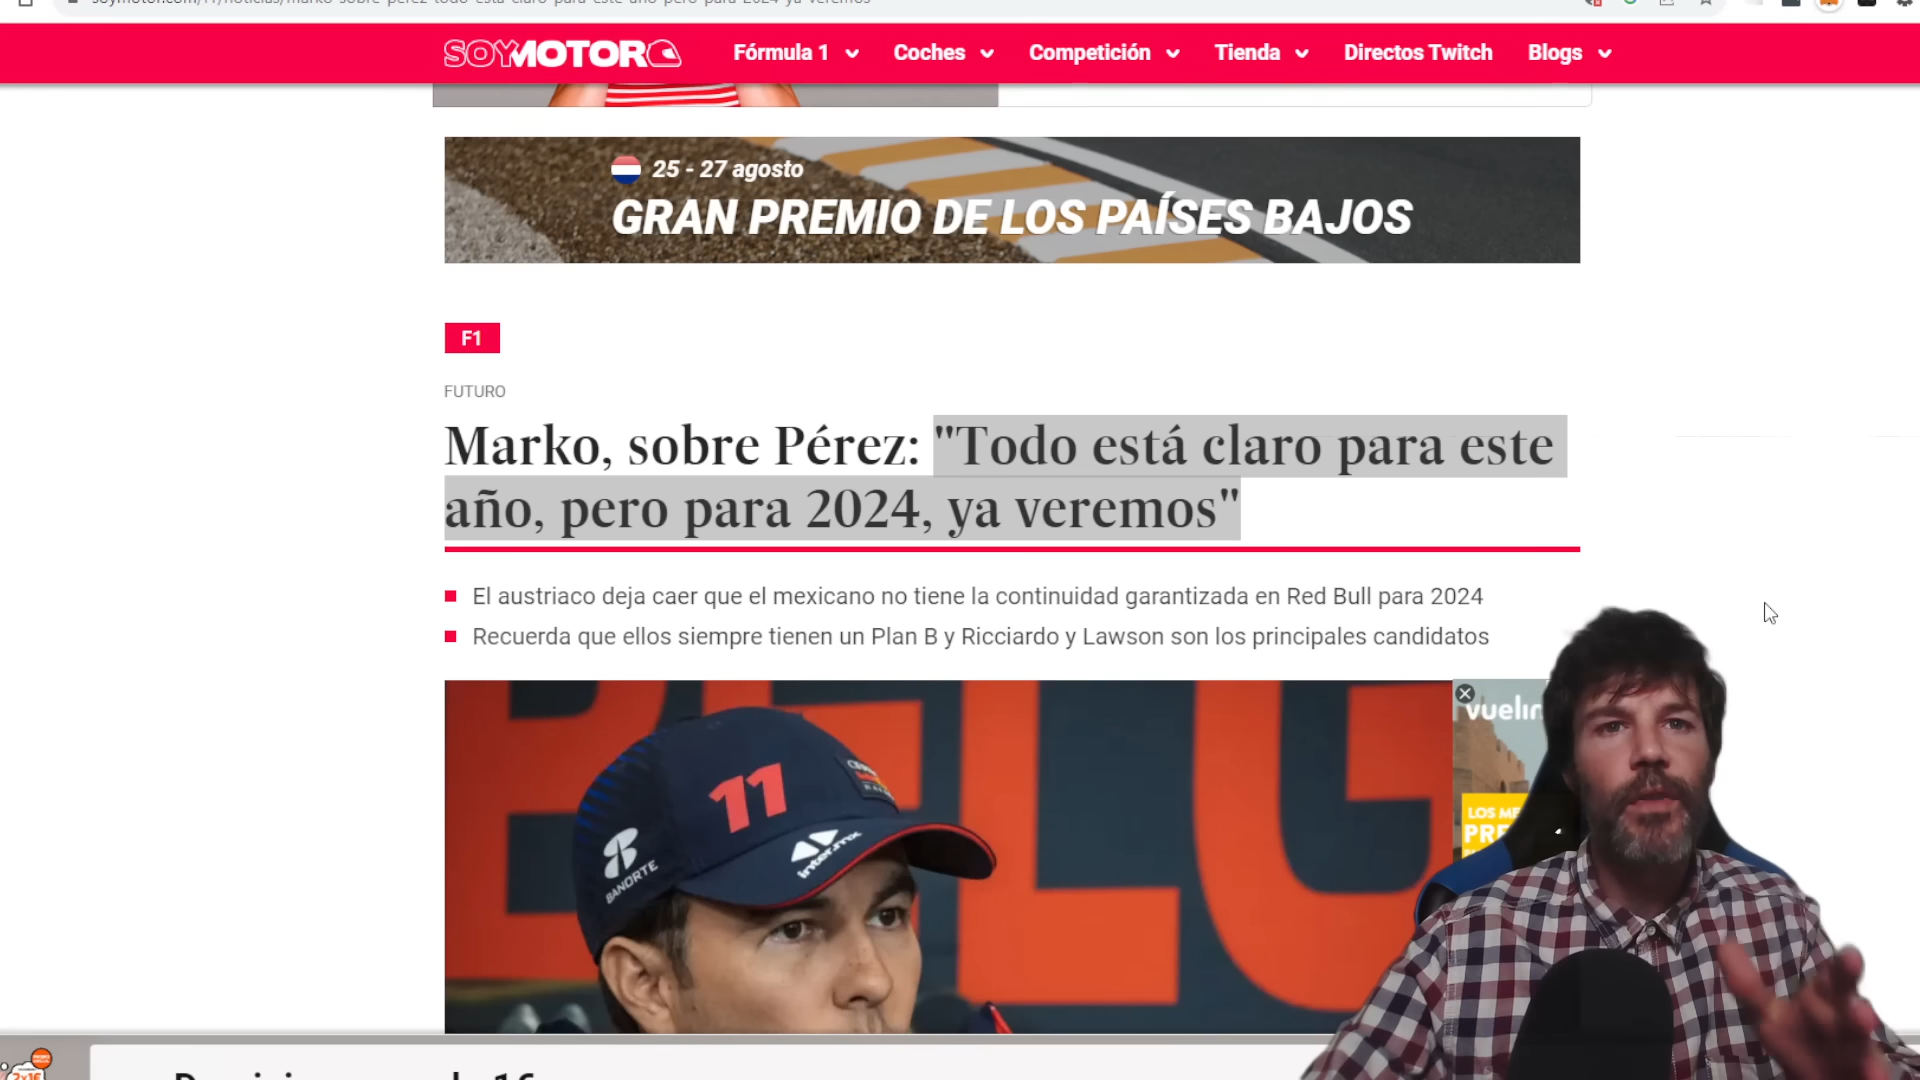 SOYMOTOR
Fórmula 1
Coches
Competición
Tienda
Directos Twitch
Blogs
25 - 27 agosto
GRAN PREMIO DE LOS PAÍSES BAJOS
F1
FUTURO
Marko, sobre Pérez: "Todo está claro para este
año, pero para 2024, ya veremos"
El austriaco deja caer que el mexicano no tiene la continuidad garantizada en Red Bull para 2024
Recuerda que ellos siempre tienen un Plan B y Ricciardo y Lawson son los principales candidatos
11
BANORTE
LOS